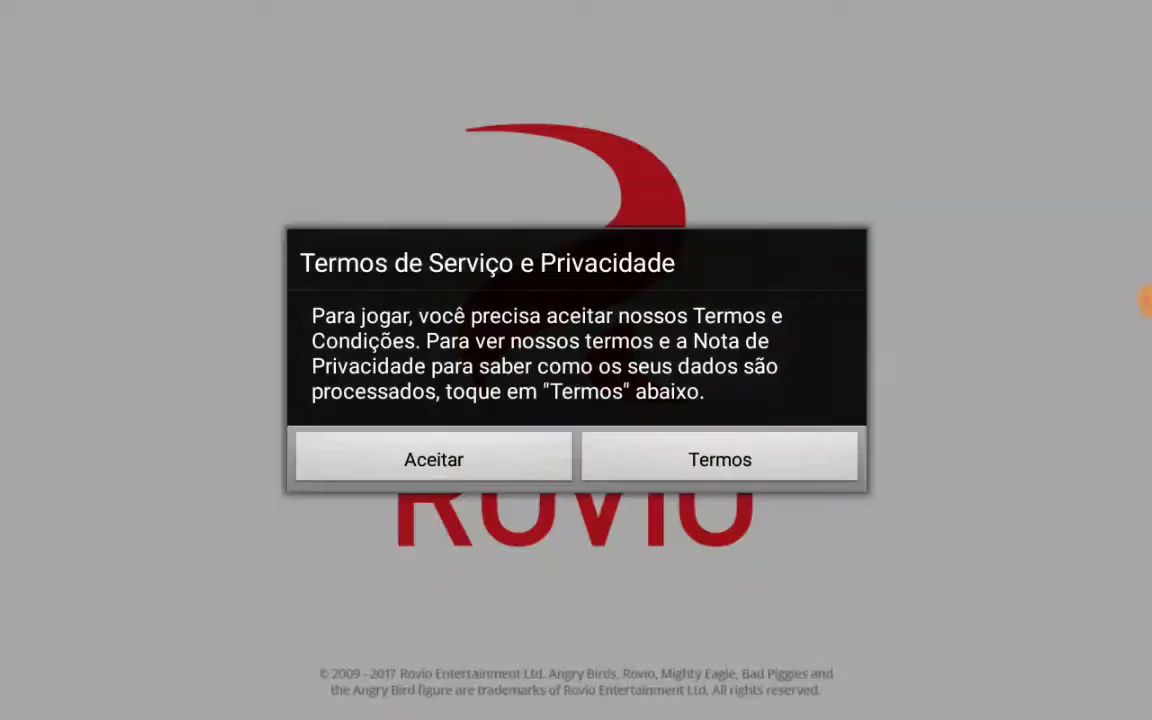 Termos de Serviço e Privacidade
Para jogar, você precisa aceitar nossos Termos e
Condições. Para ver nossos termos e a Nota de
Privacidade para saber como os seus dados são
processados, toque em "Termos" abaixo.
Aceitar Termos
ROVIO
© 2009 - 2017 Rovio Entertainment Ltd. Angry Birds, Rovio, Mighty Eagle, Bad Piggies and
the Angry Bird figure are trademarks of Rovio Entertainment Ltd. All rights reserved.